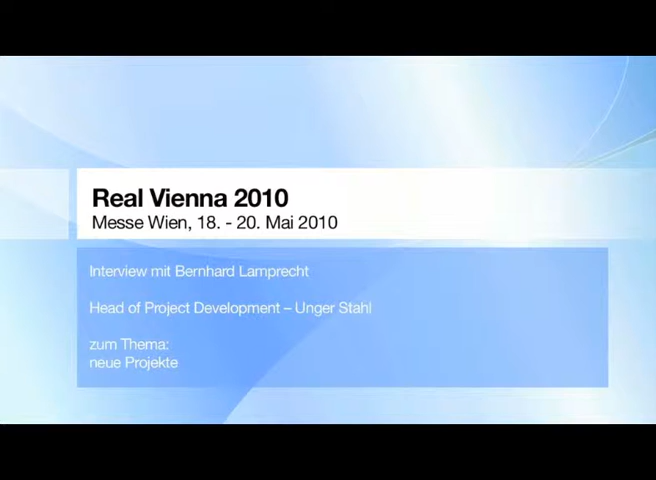 Real Vienna 2010
Messe Wien, 18. - 20. Mai 2010
Interview mit Bernhard Lamprecht
Head of Project Development – Unger Stahl
zum Thema:
neue Projekte